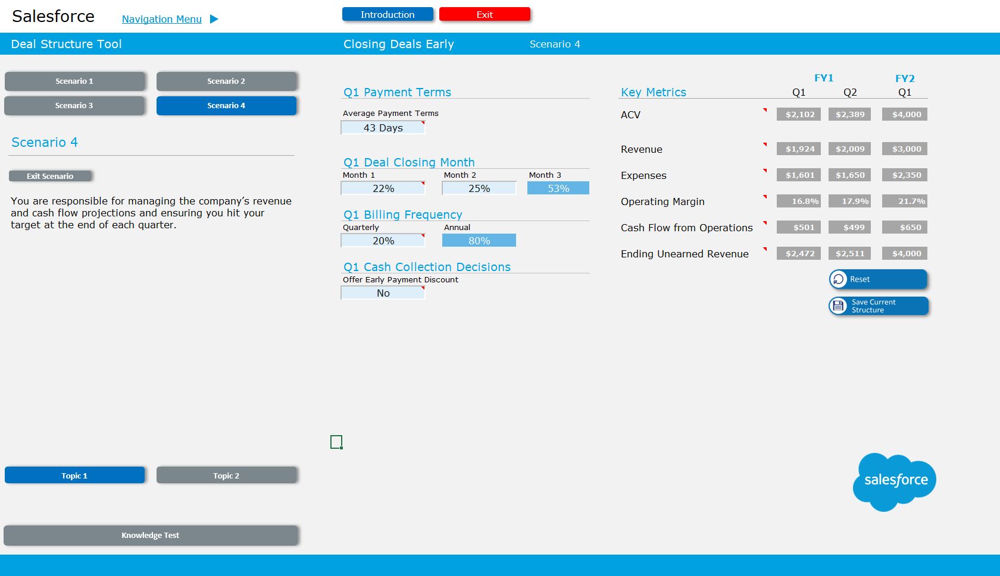 Salesforce
Navigation Menu
Introduction
Exit
Deal Structure Tool
Closing Deals Early
Scenario 4
Scenario 1
Scenario 2
Scenario 3
Scenario 4
Scenario 4
Exit Scenario
You are responsible for managing the company’s revenue
and cash flow projections and ensuring you hit your
target at the end of each quarter.
Topic 1
Topic 2
Knowledge Test
Q1 Payment Terms
Average Payment Terms
43 Days
Q1 Deal Closing Month
Month 1 Month 2 Month 3
22% 25% 53%
Q1 Billing Frequency
Quarterly Annual
20% 80%
Q1 Cash Collection Decisions
Offer Early Payment Discount
No
FY1 FY2
Key Metrics Q1 Q2 Q1
ACV $2,102 $2,389 $4,000
Revenue $1,924 $2,009 $3,000
Expenses $1,601 $1,650 $2,350
Operating Margin 16.8% 17.9% 21.7%
Cash Flow from Operations $501 $499 $650
Ending Unearned Revenue $2,472 $2,511 $4,000
Reset
Save Current
Structure
salesforce